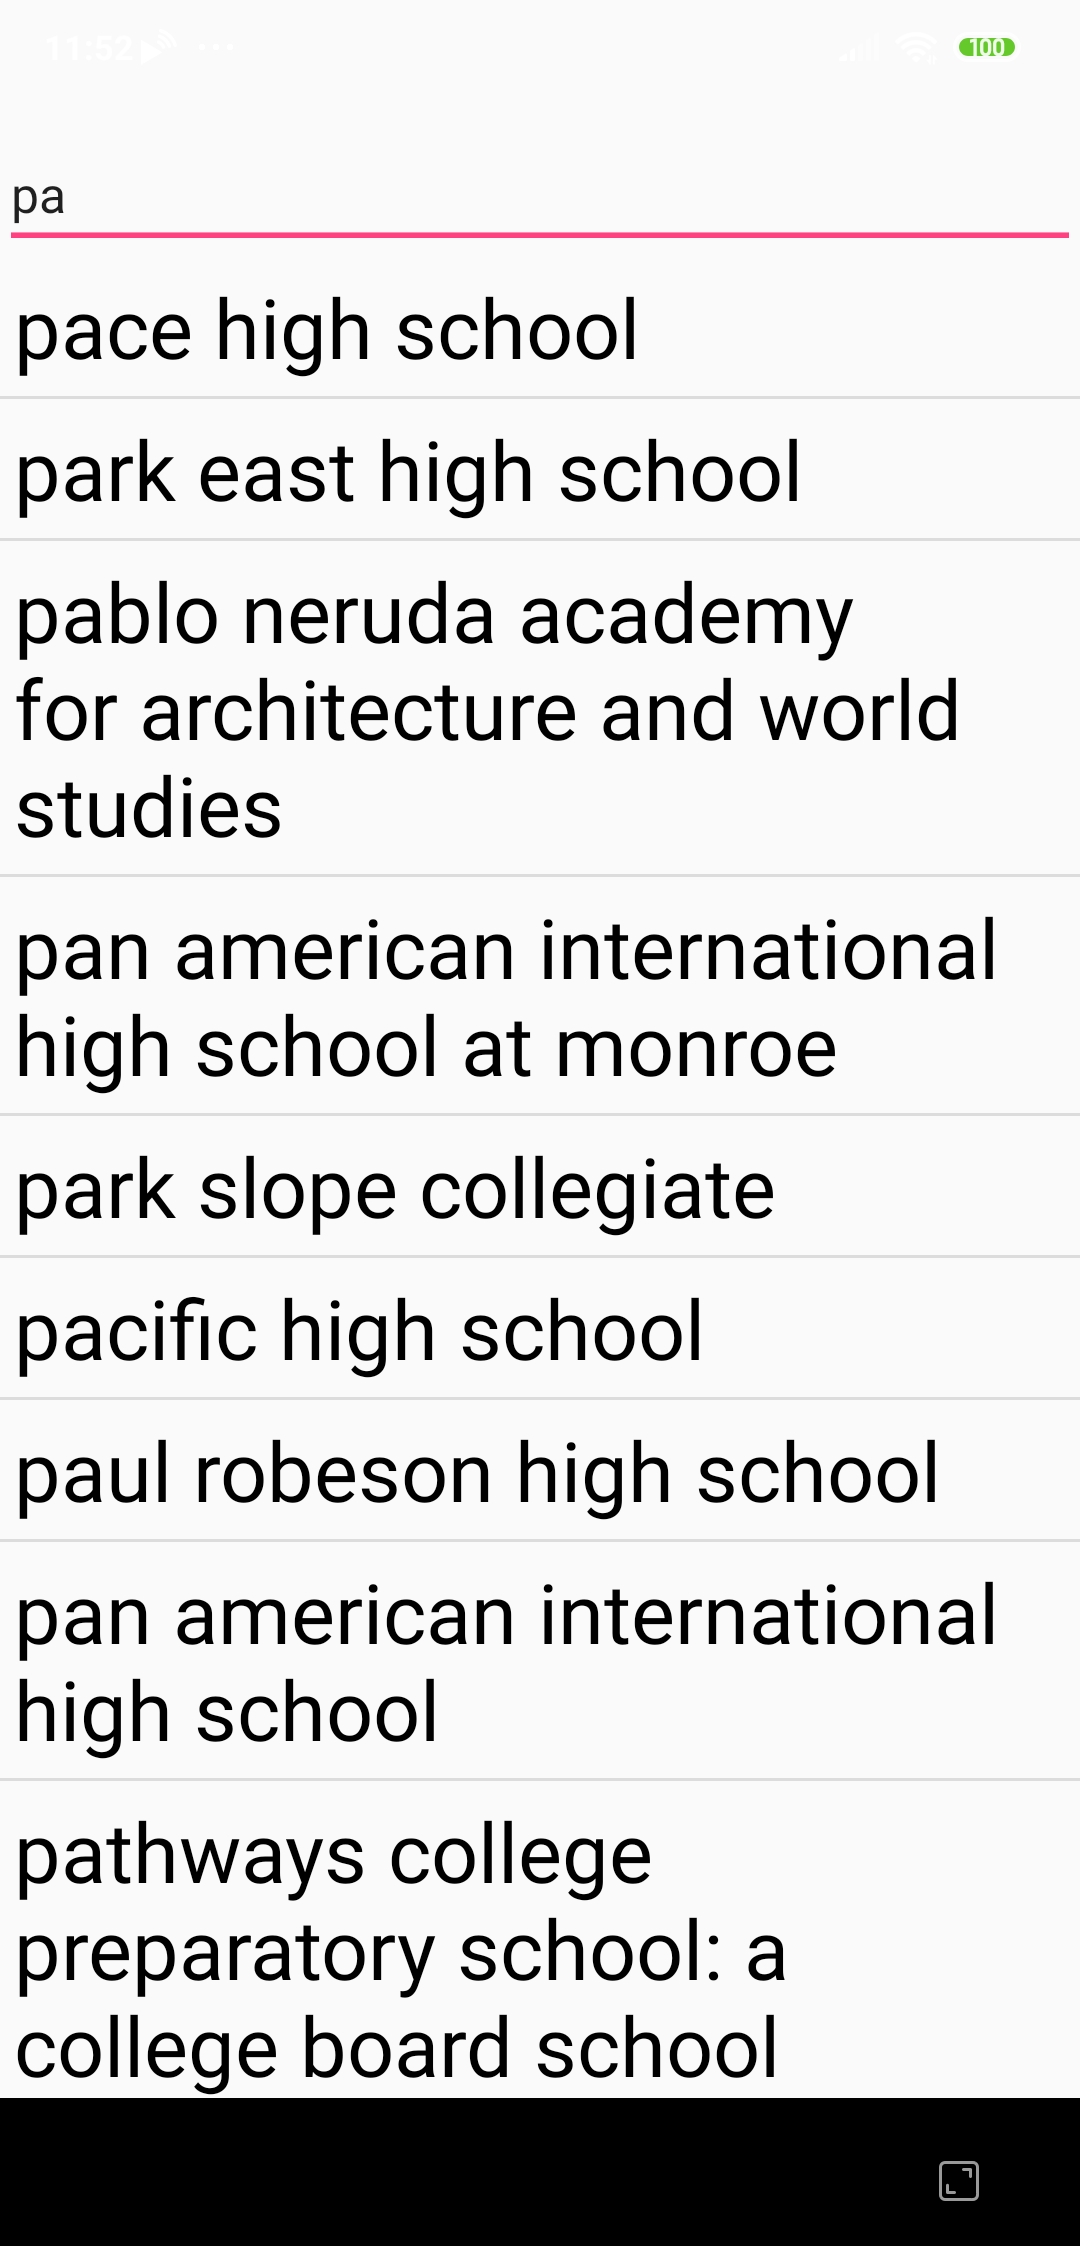 11:52
100
pa
pace high school
park east high school
pablo neruda academy
for architecture and world
studies
pan american international
high school at monroe
park slope collegiate
pacific high school
paul robeson high school
pan american international
high school
pathways college
preparatory school: a
college board school